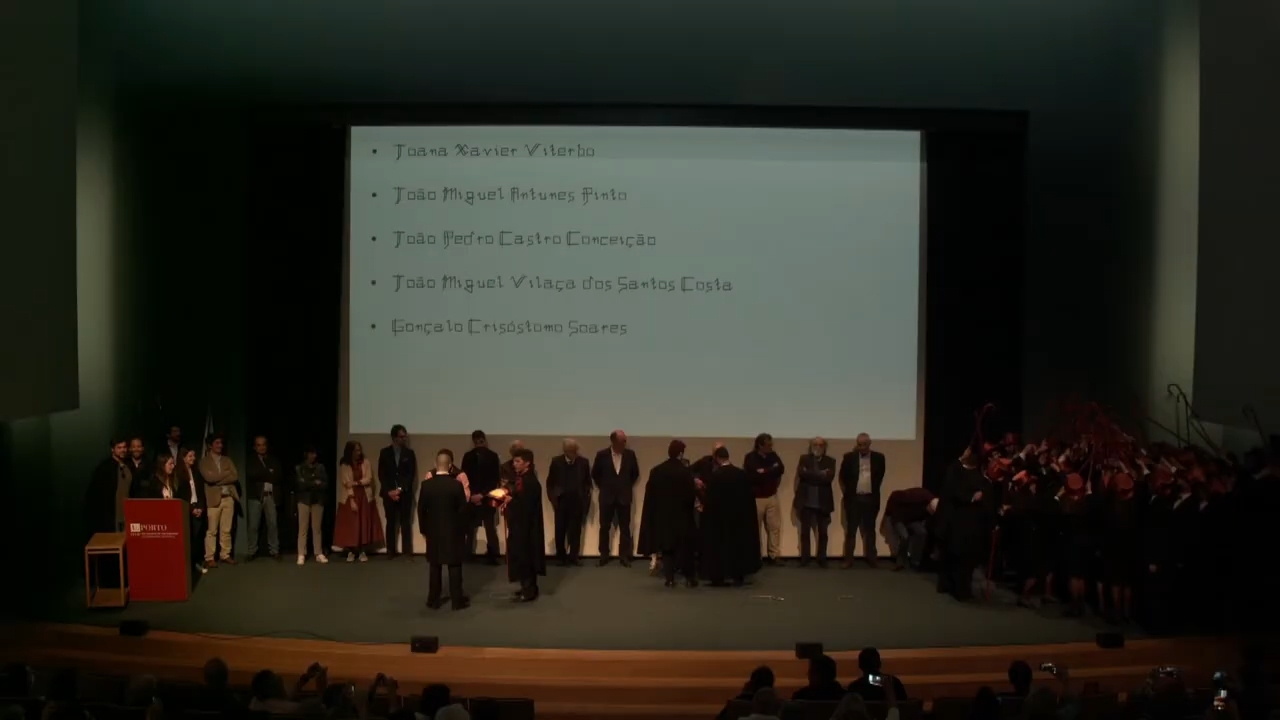 • Joana Xavier Viterbo
• João Miguel Antunes Pinto
• João Pedro Castro Conceição
• João Miguel Vilaça dos Santos Costa
• Gonçalo Crisóstomo Soares
U. PORTO